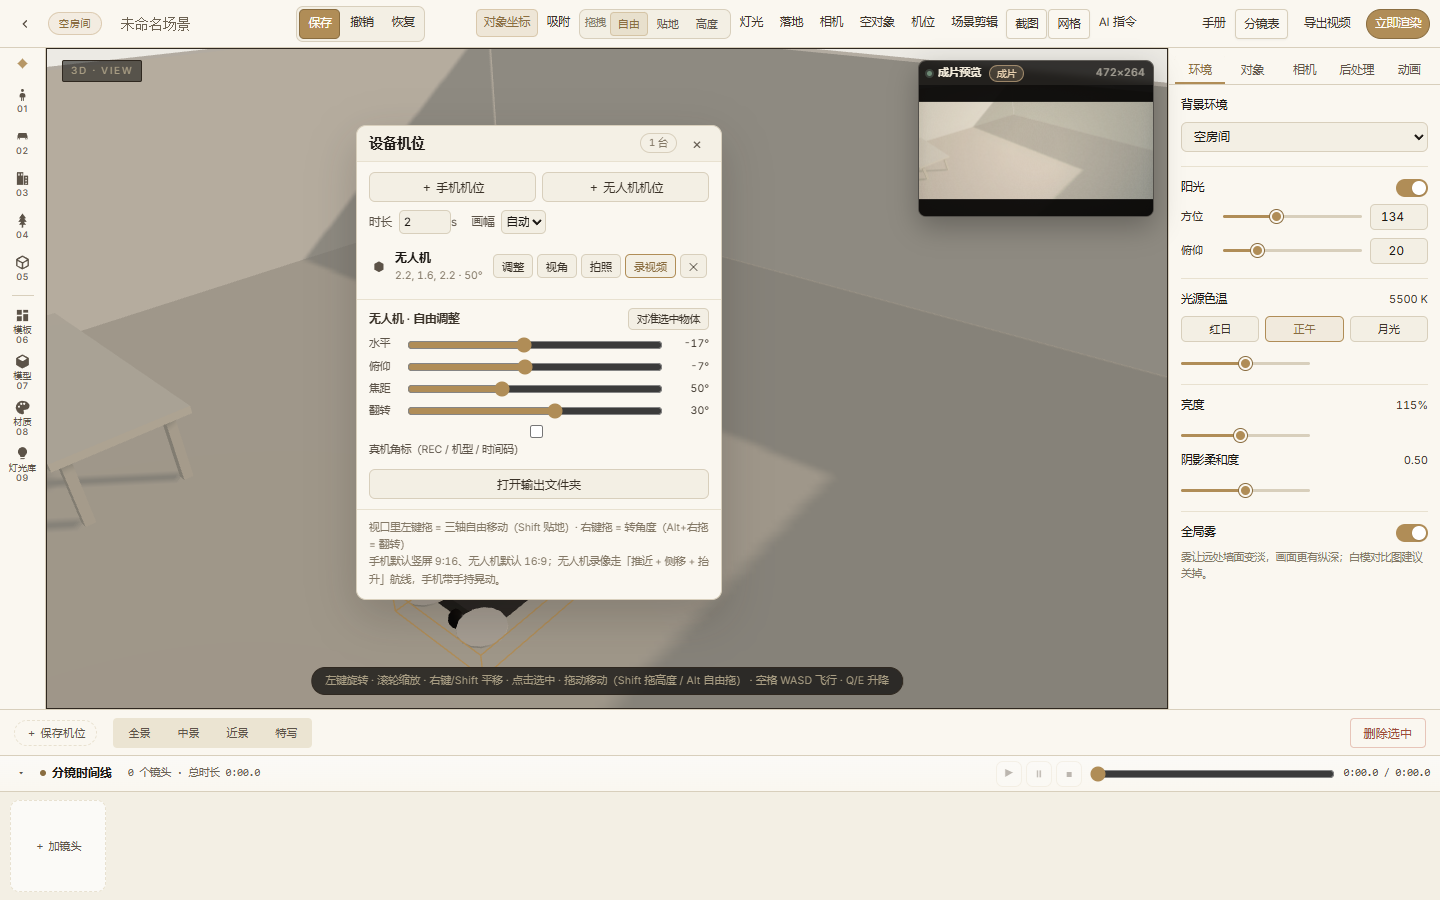 空房间
未命名场景
保存 撤销 恢复
对象坐标 吸附 拖拽 自由 贴地 高度 灯光 落地 相机 空对象 机位 场景剪辑 截图 网格 AI 指令
手册 分镜表 导出视频 立即渲染
3D · VIEW
01
02
03
04
05
模板
06
模型
07
材质
08
灯光库
09
成片预览 成片 472×264
设备机位 1 台 ×
+ 手机机位 + 无人机机位
时长 2 s 画幅 自动
无人机
2.2, 1.6, 2.2 · 50°
调整 视角 拍照 录视频 ×
无人机 · 自由调整 对准选中物体
水平 -17°
俯仰 -7°
焦距 50°
翻转 30°
真机角标（REC / 机型 / 时间码）
打开输出文件夹
视口里左键拖 = 三轴自由移动（Shift 贴地）· 右键拖 = 转角度（Alt+右拖
= 翻转）
手机默认竖屏 9:16、无人机默认 16:9；无人机录像走「推近 + 侧移 + 抬
升」航线，手机带手持晃动。
左键旋转 · 滚轮缩放 · 右键/Shift 平移 · 点击选中 · 拖动移动（Shift 拖高度 / Alt 自由拖） · 空格 WASD 飞行 · Q/E 升降
环境 对象 相机 后处理 动画
背景环境
空房间
阳光
方位 134
俯仰 20
光源色温 5500 K
红日 正午 月光
亮度 115%
阴影柔和度 0.50
全局雾
雾让远处墙面变淡，画面更有纵深；白模对比图建议
关掉。
+ 保存机位 全景 中景 近景 特写 删除选中
分镜时间线 0 个镜头 · 总时长 0:00.0 0:00.0 / 0:00.0
+ 加镜头